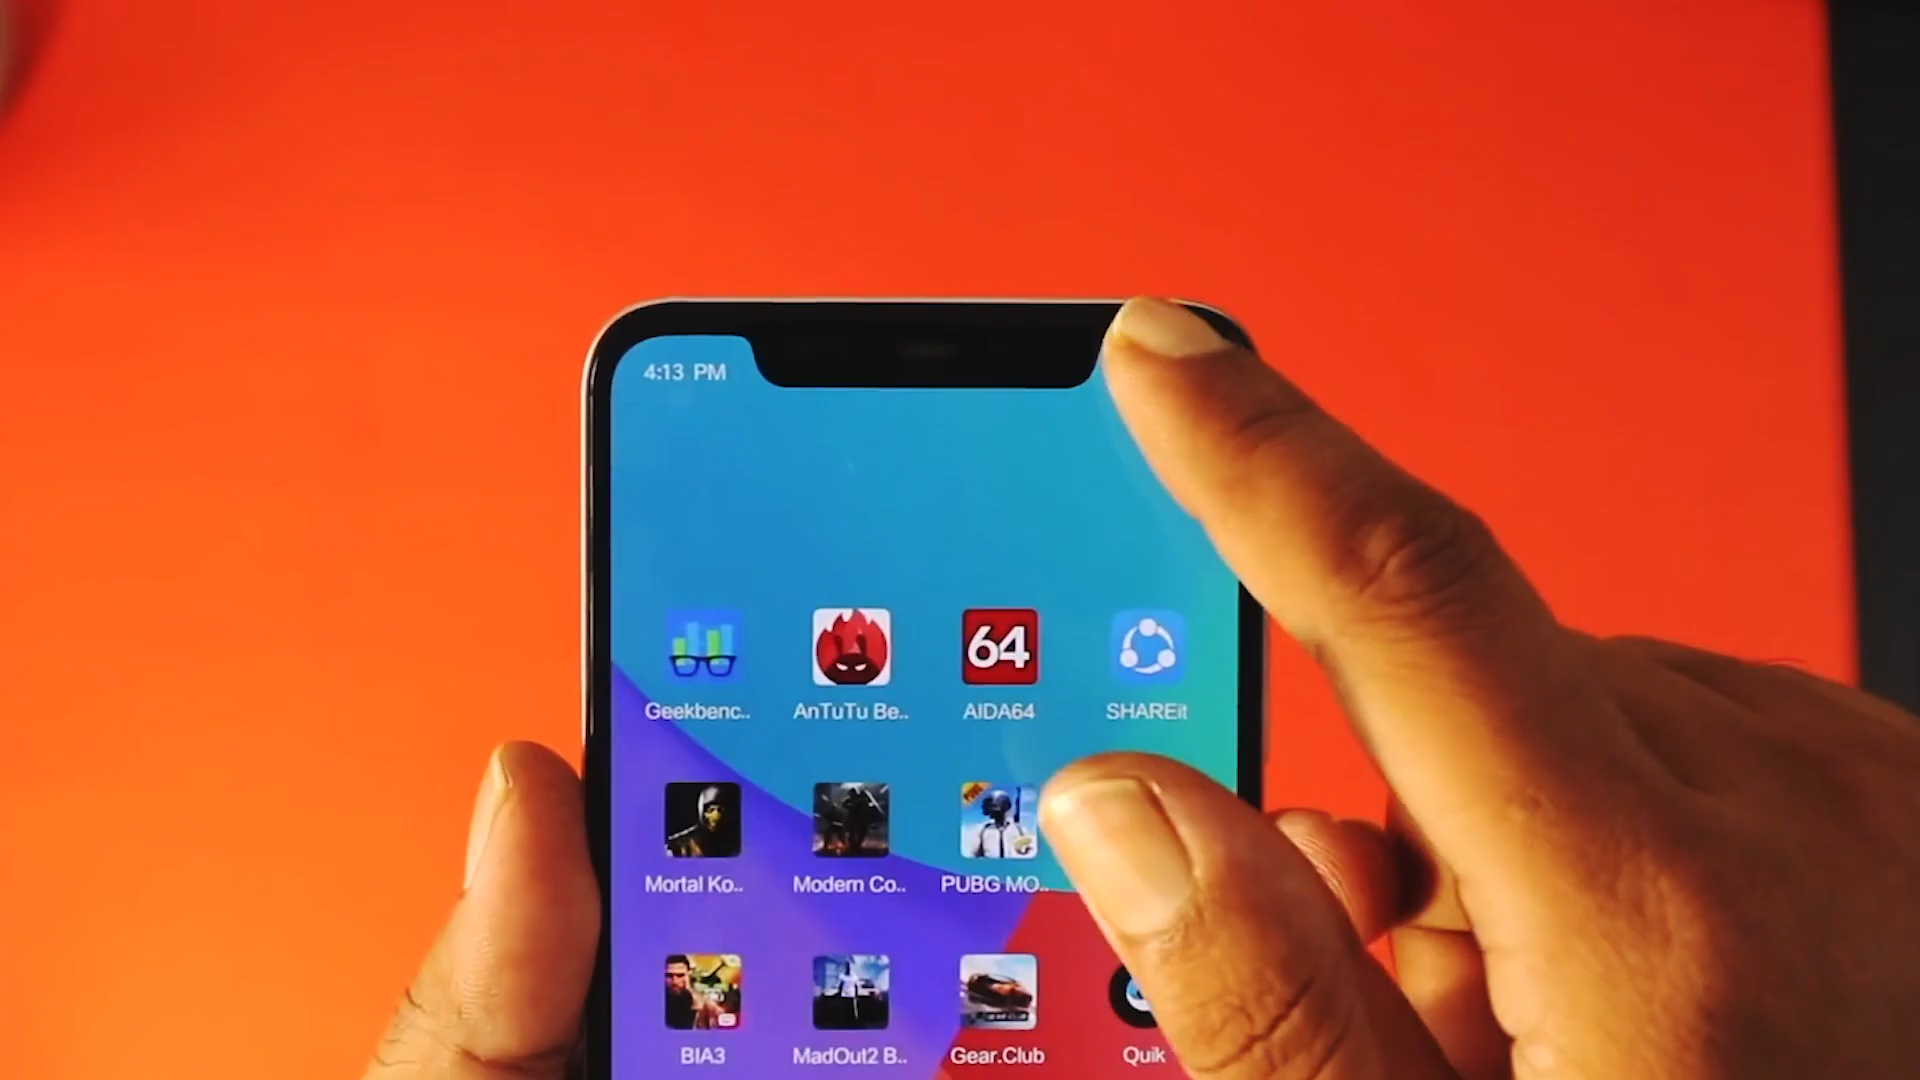 4:13 PM
Geekbenc.. AnTuTu Be.. AIDA64 SHAREit
64
Mortal Ko.. Modern Co.. PUBG MO..
BIA3 MadOut2 B.. Gear.Club Quik